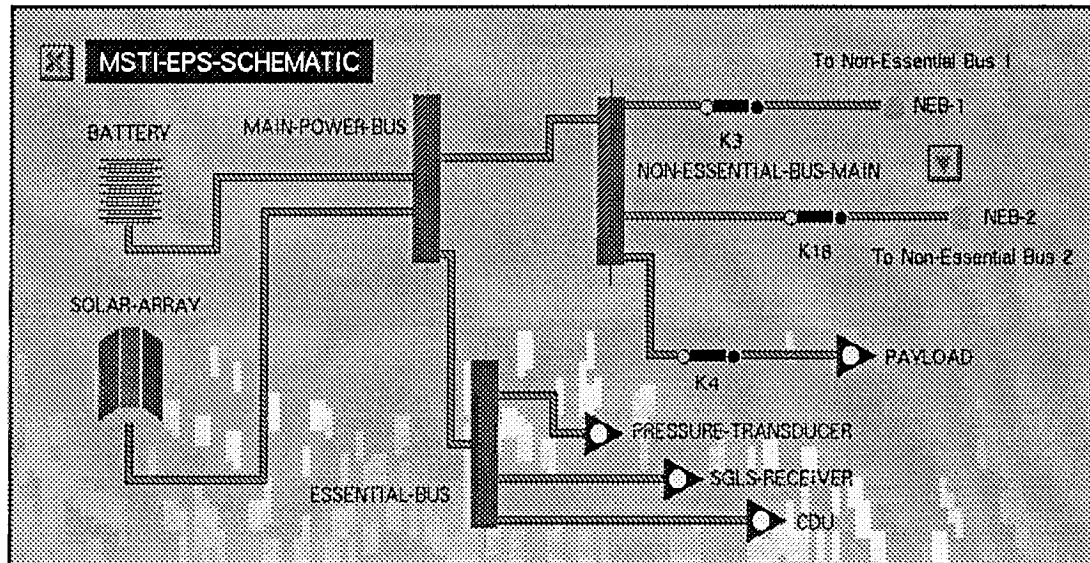 MSTI-EPS-SCHEMATIC
To Non-Essential Bus 1
BATTERY
MAIN-POWER-BUS
NEB-1
K3
NON-ESSENTIAL-BUS-MAIN
NEB-2
K18
To Non-Essential Bus 2
SOLAR-ARRAY
PAYLOAD
K4
PRESSURE-TRANSDUCER
SGLS-RECEIVER
ESSENTIAL-BUS
CDU